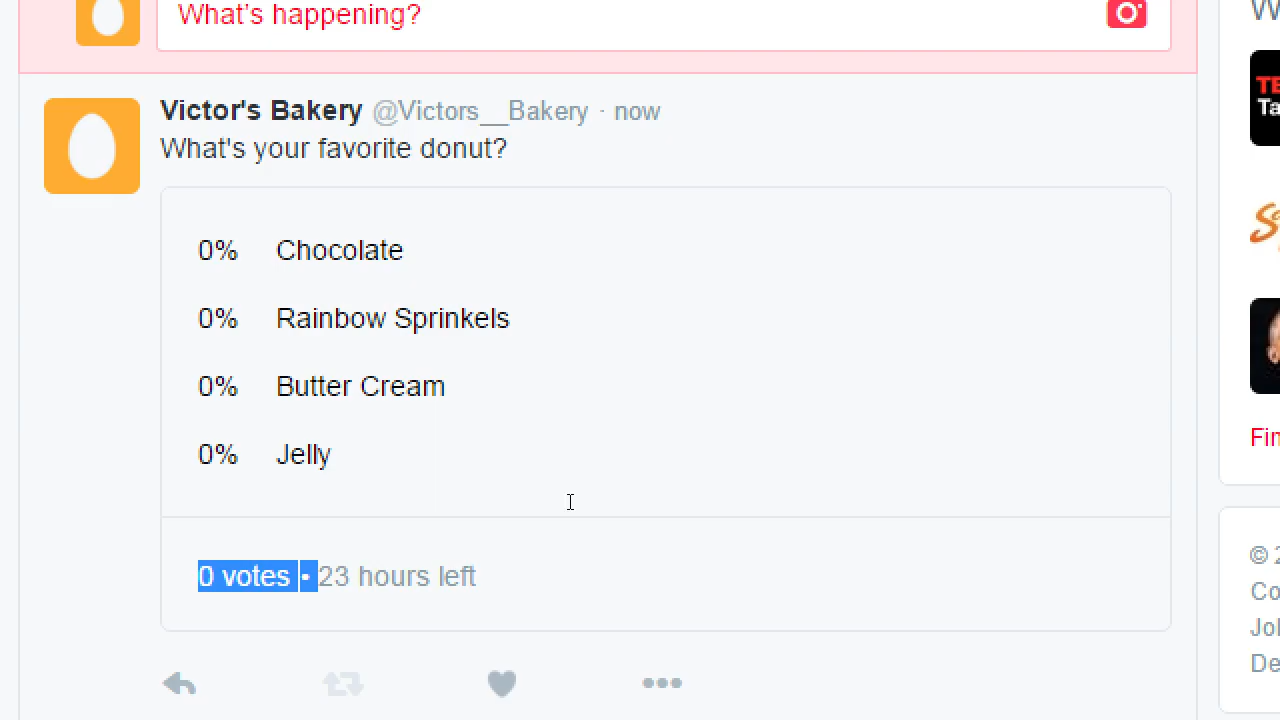 What's happening?
Victor's Bakery @Victors__Bakery · now
What's your favorite donut?
0% Chocolate
0% Rainbow Sprinkels
0% Butter Cream
0% Jelly
0 votes • 23 hours left
©